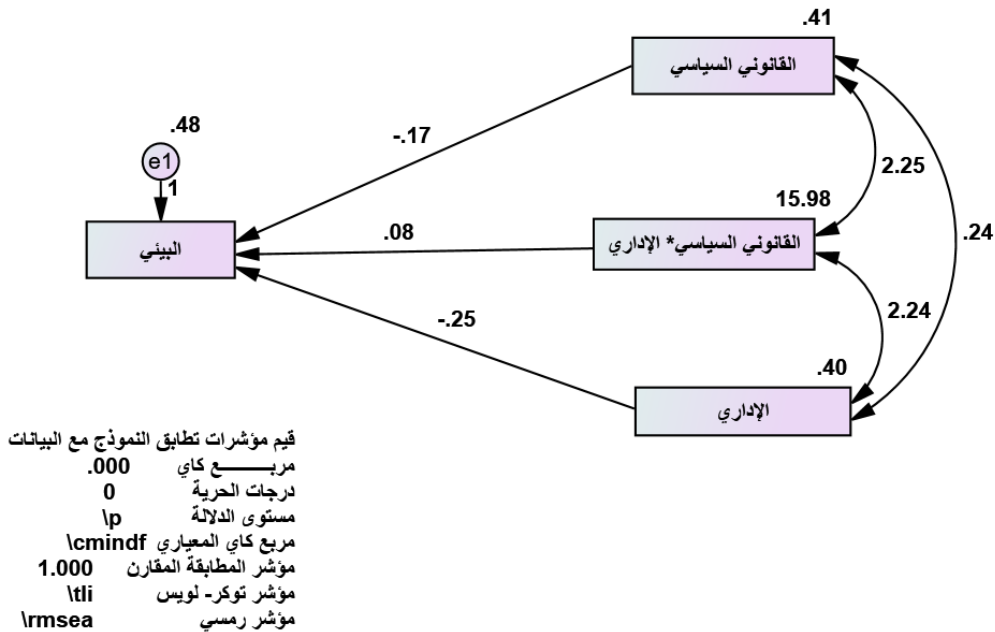 .41
القانوني السياسي
.48
-.17
e1
1
2.25
15.98
القانوني السياسي* الإداري
.08
البيئي
.24
2.24
-.25
.40
الإداري
قيم مؤشرات تطابق النموذج مع البيانات
مربـــــــع كاي .000
درجات الحرية 0
مستوى الدلالة \p
مربع كاي المعياري \cmindf
مؤشر المطابقة المقارن 1.000
مؤشر توكر- لويس \tli
مؤشر رمسي \rmsea